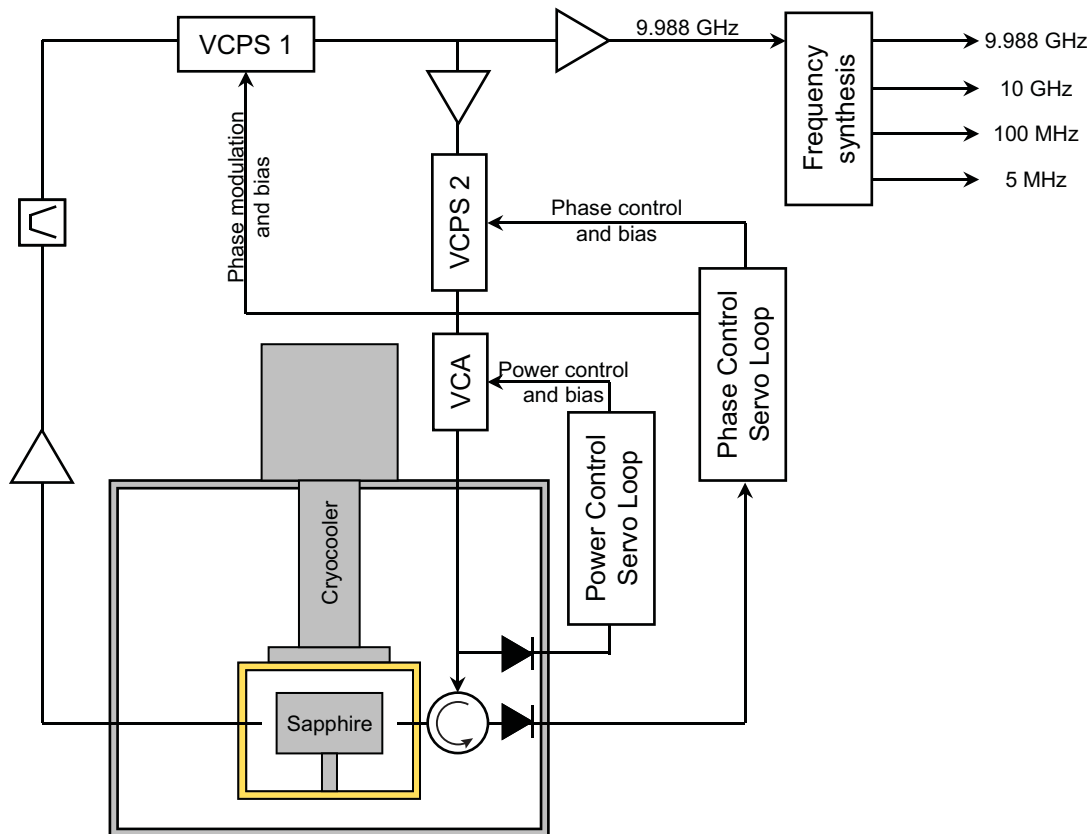 VCPS 1
9.988 GHz
Frequency
synthesis
9.988 GHz
10 GHz
100 MHz
5 MHz
Phase modulation
and bias
VCPS 2
Phase control
and bias
VCA
Power control
and bias
Phase Control
Servo Loop
Power Control
Servo Loop
Cryocooler
Sapphire